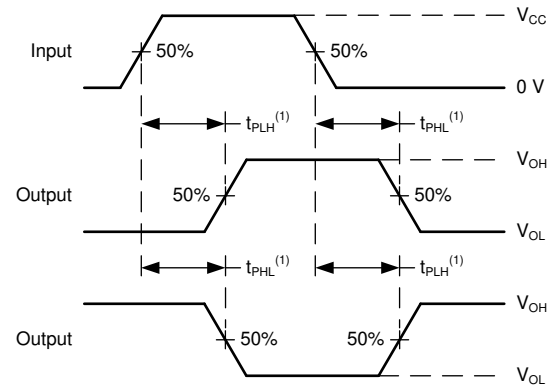 V_CC
Input 50% 50%
0 V
t_PLH^(1) t_PHL^(1)
V_OH
Output 50% 50%
V_OL
t_PHL^(1) t_PLH^(1)
V_OH
Output 50% 50%
V_OL